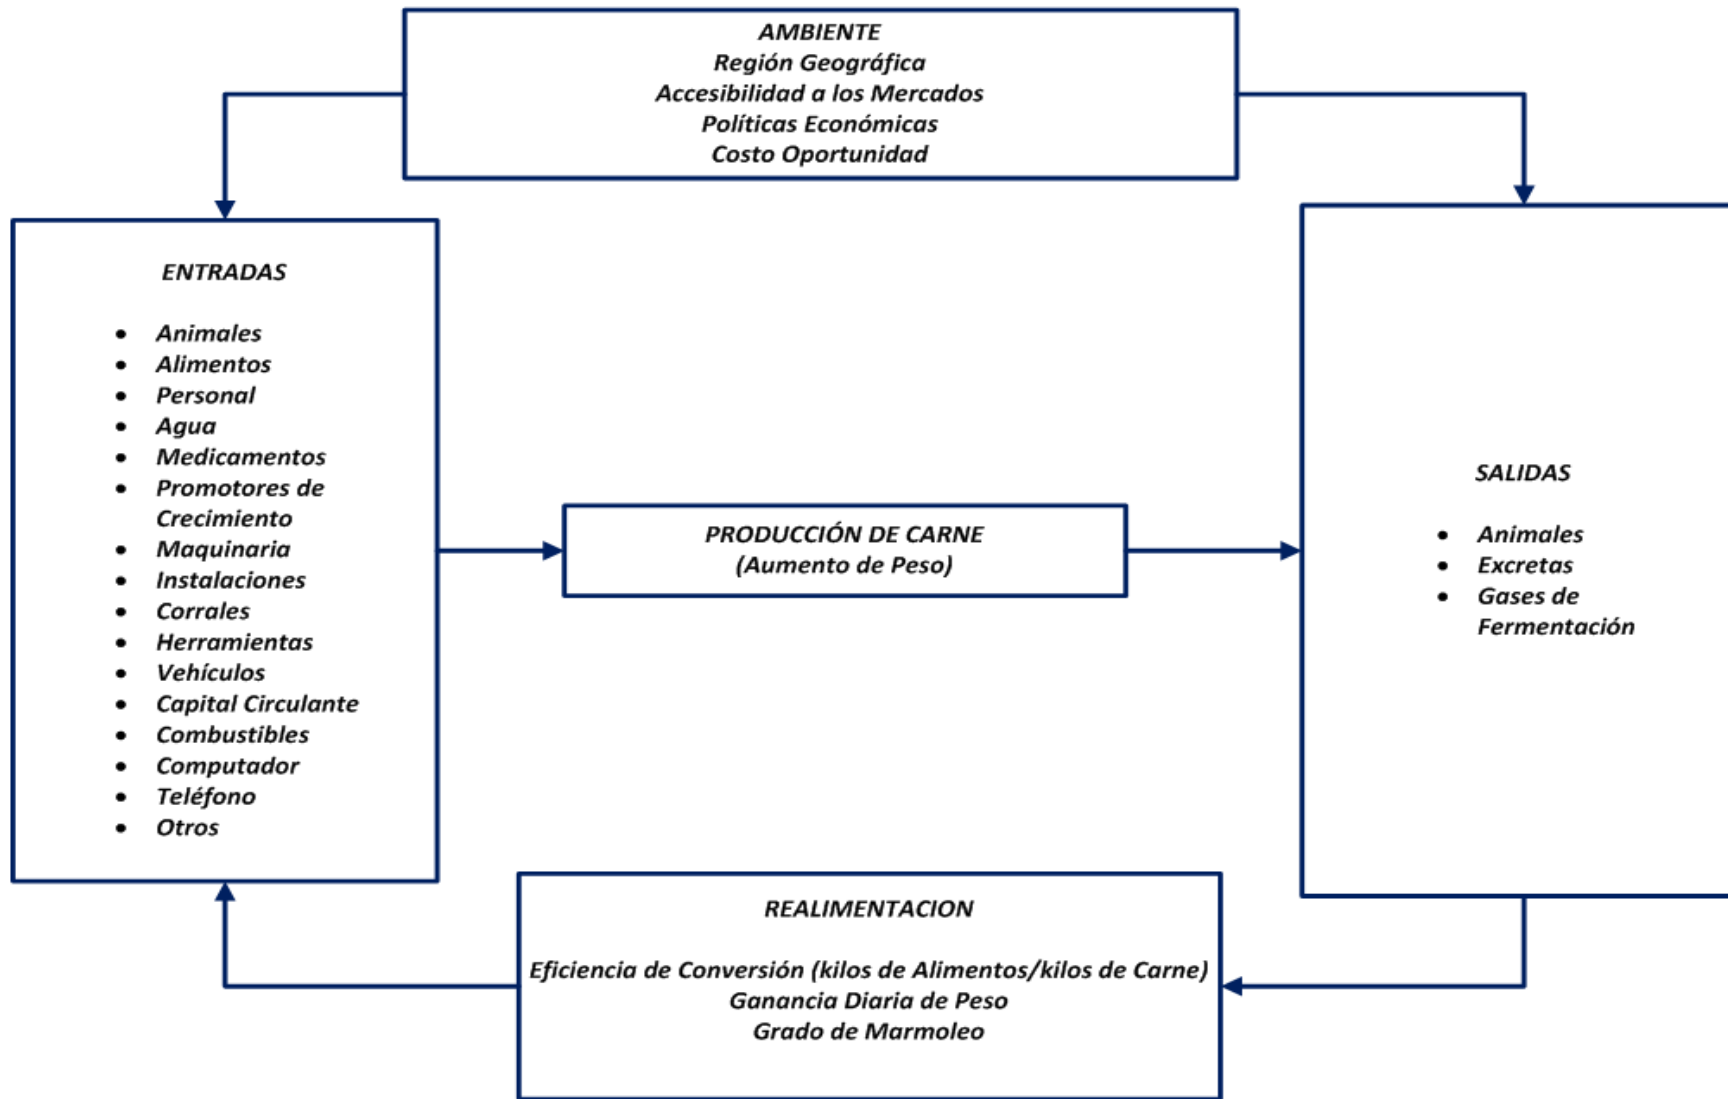 AMBIENTE
Región Geográfica
Accesibilidad a los Mercados
Políticas Económicas
Costo Oportunidad
ENTRADAS
• Animales
• Alimentos
• Personal
• Agua
• Medicamentos
• Promotores de
Crecimiento
• Maquinaria
• Instalaciones
• Corrales
• Herramientas
• Vehículos
• Capital Circulante
• Combustibles
• Computador
• Teléfono
• Otros
PRODUCCIÓN DE CARNE
(Aumento de Peso)
SALIDAS
• Animales
• Excretas
• Gases de
Fermentación
REALIMENTACION
Eficiencia de Conversión (kilos de Alimentos/kilos de Carne)
Ganancia Diaria de Peso
Grado de Marmoleo